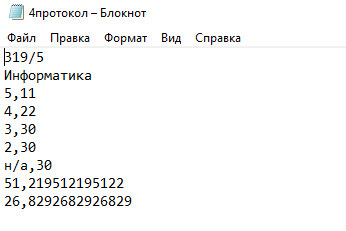 4протокол – Блокнот
Файл Правка Формат Вид Справка
319/5
Информатика
5,11
4,22
3,30
2,30
н/а,30
51,219512195122
26,8292682926829